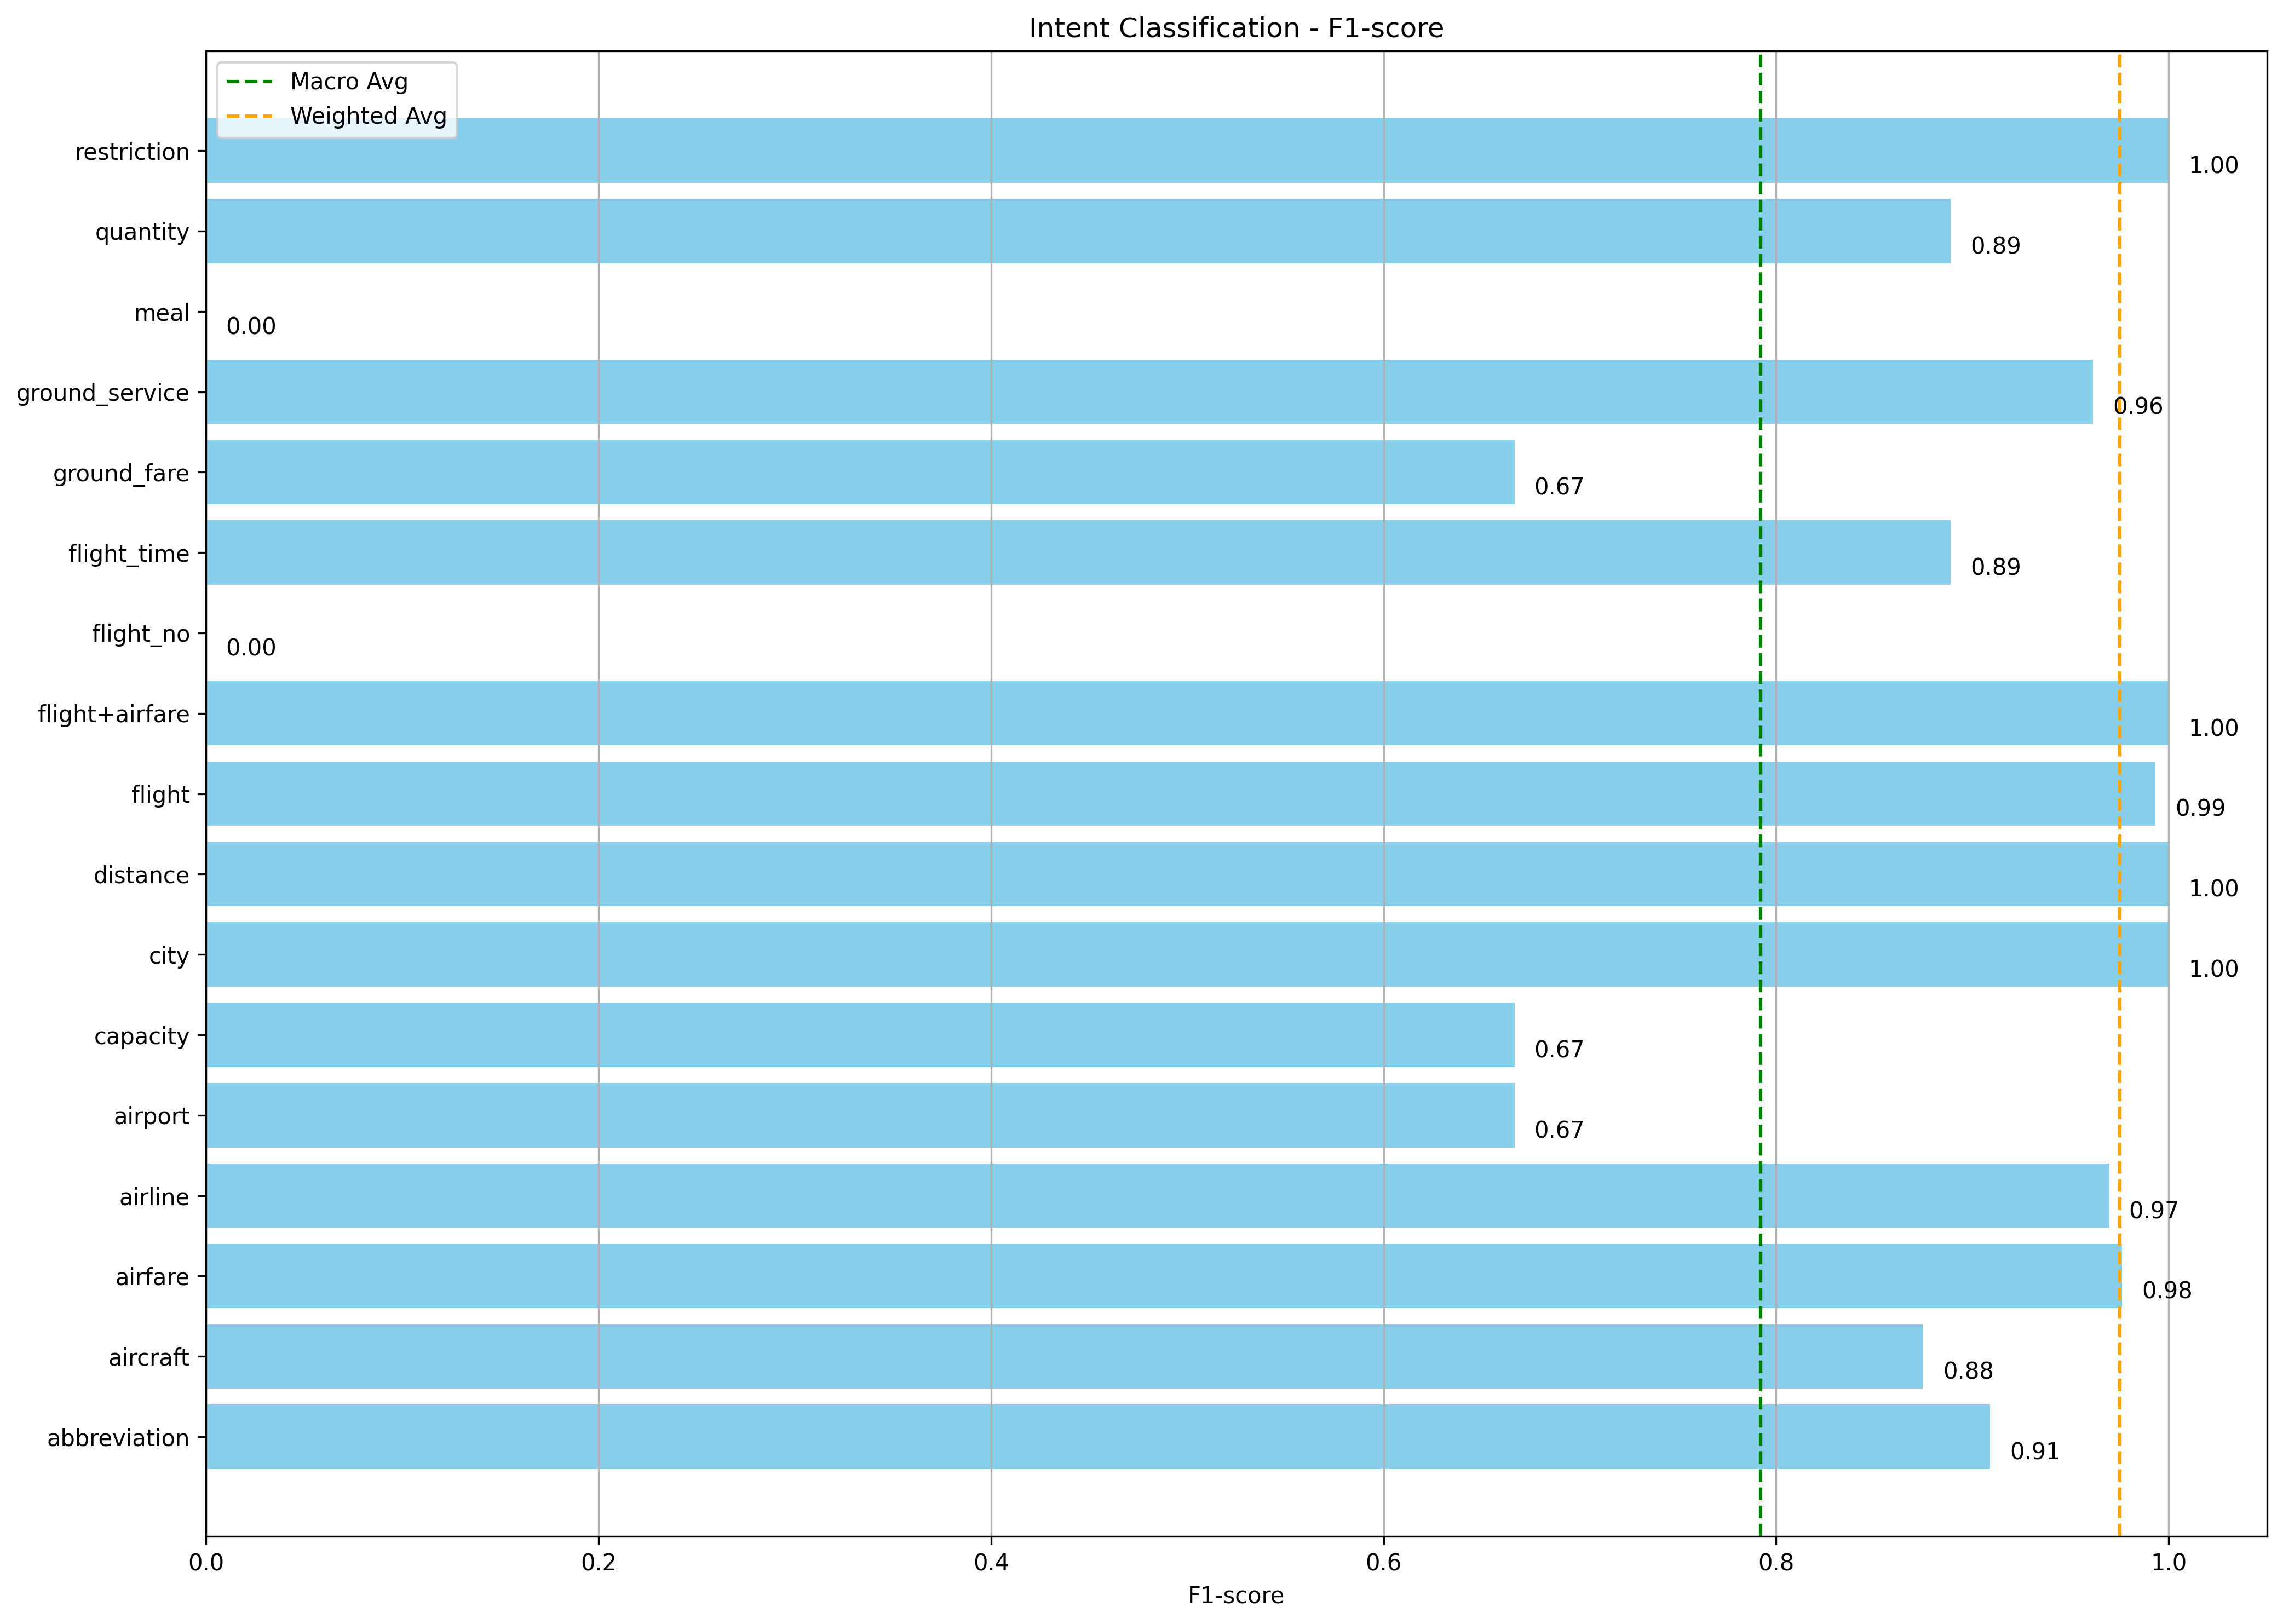 Intent Classification - F1-score
Macro Avg
Weighted Avg
restriction
1.00
quantity
0.89
meal
0.00
ground_service
0.96
ground_fare
0.67
flight_time
0.89
flight_no
0.00
flight+airfare
1.00
flight
0.99
distance
1.00
city
1.00
capacity
0.67
airport
0.67
airline
0.97
airfare
0.98
aircraft
0.88
abbreviation
0.91
0.0 0.2 0.4 0.6 0.8 1.0
F1-score